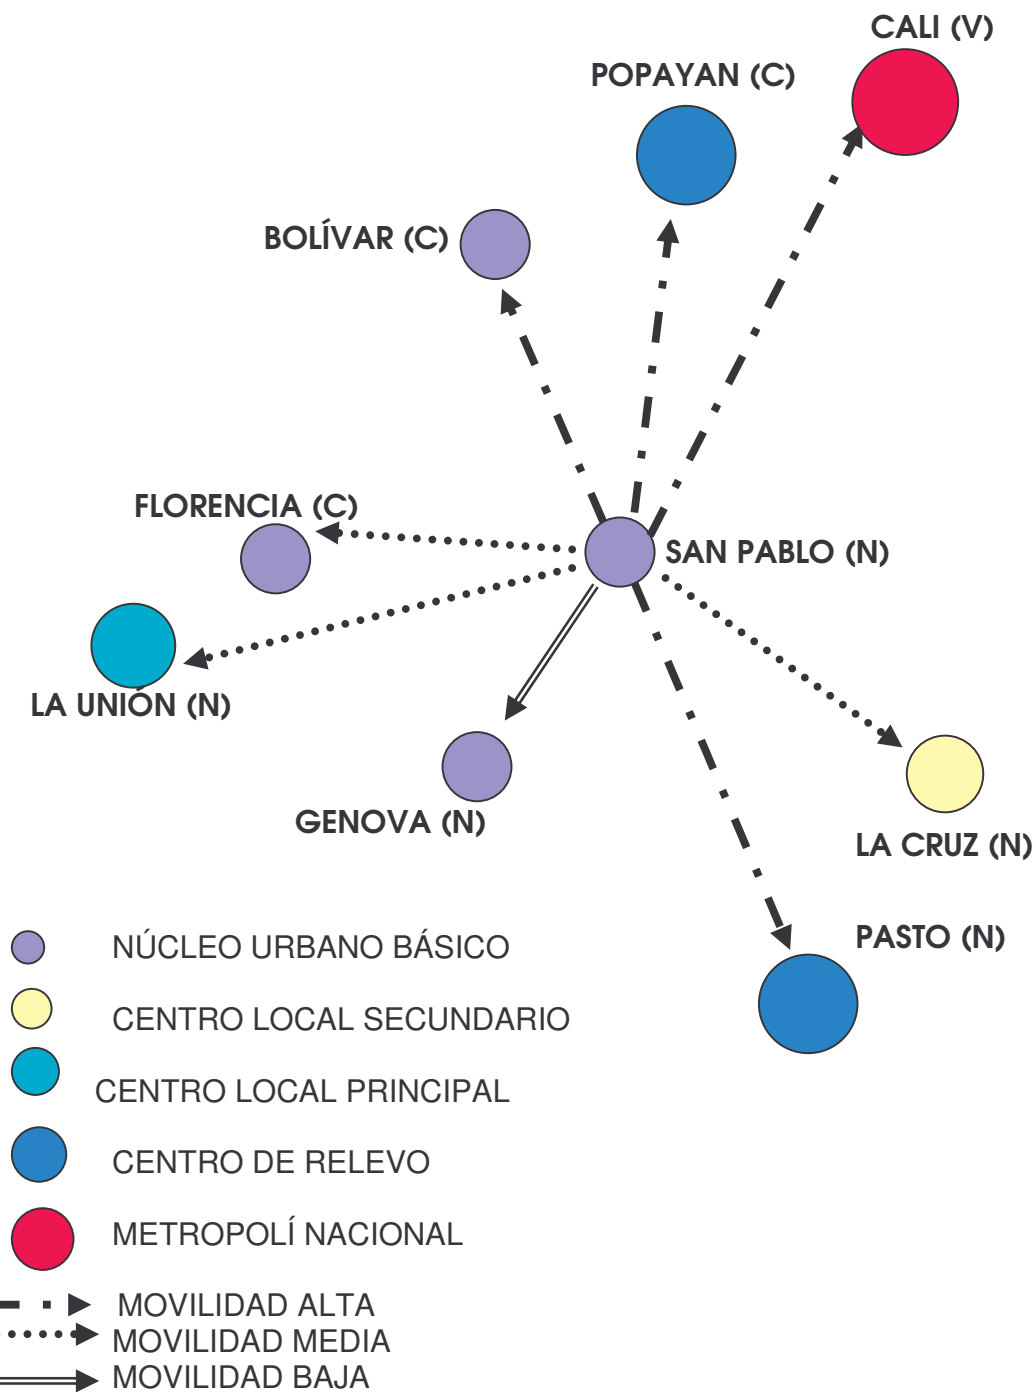 CALI (V)
POPAYAN (C)
BOLÍVAR (C)
FLORENCIA (C)
SAN PABLO (N)
LA UNIÓN (N)
GENOVA (N)
LA CRUZ (N)
PASTO (N)
NÚCLEO URBANO BÁSICO
CENTRO LOCAL SECUNDARIO
CENTRO LOCAL PRINCIPAL
CENTRO DE RELEVO
METROPOLÍ NACIONAL
MOVILIDAD ALTA
MOVILIDAD MEDIA
MOVILIDAD BAJA